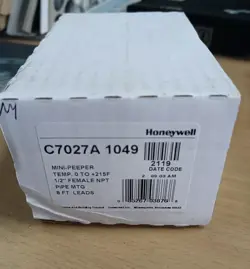 Honeywell
C7027A 1049
2119
DATE CODE
MINI-PEEPER
TEMP. 0 TO +215F
1/2" FEMALE NPT
PIPE MTG
6 FT. LEADS